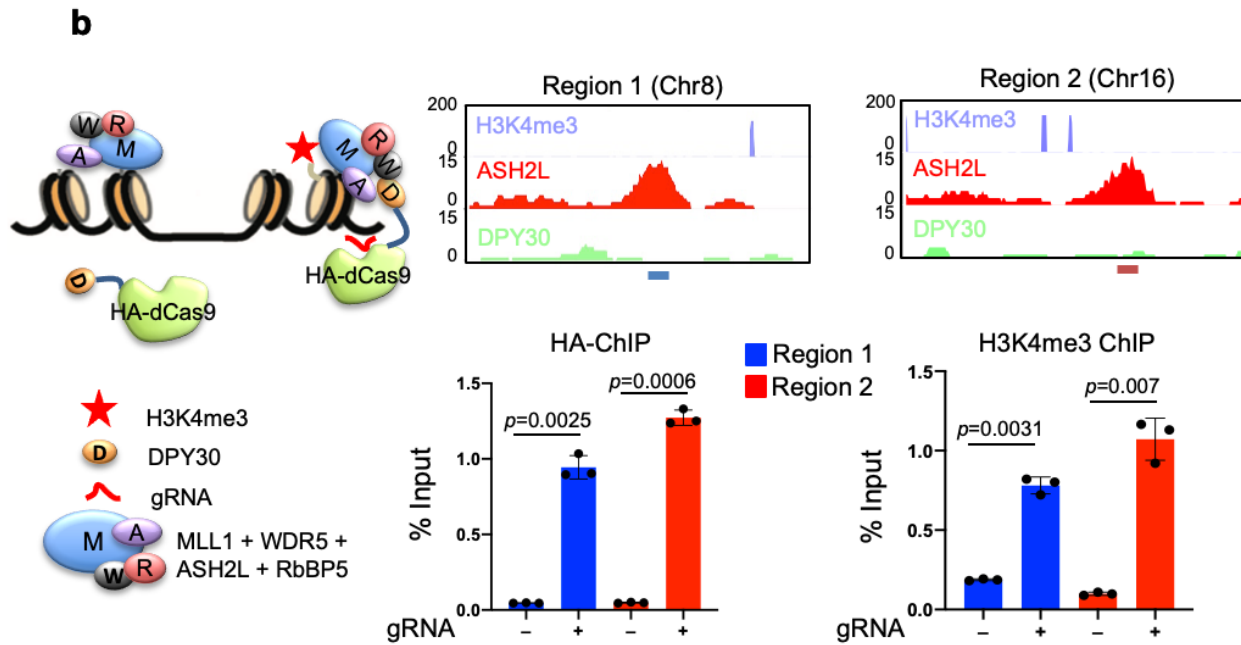 b
W R
A M
R
M W
A D
HA-dCas9
D
HA-dCas9
H3K4me3
D DPY30
gRNA
M A
W R
MLL1 + WDR5 +
ASH2L + RbBP5
Region 1 (Chr8)
200
H3K4me3
0
15
ASH2L
0
15
DPY30
0
Region 2 (Chr16)
200
H3K4me3
0
15
ASH2L
0
15
DPY30
0
HA-ChIP
Region 1
Region 2
1.5
p=0.0006
p=0.0025
1.0
% Input
0.5
0.0
gRNA – + – +
H3K4me3 ChIP
1.5
p=0.007
p=0.0031
1.0
% Input
0.5
0.0
gRNA – + – +